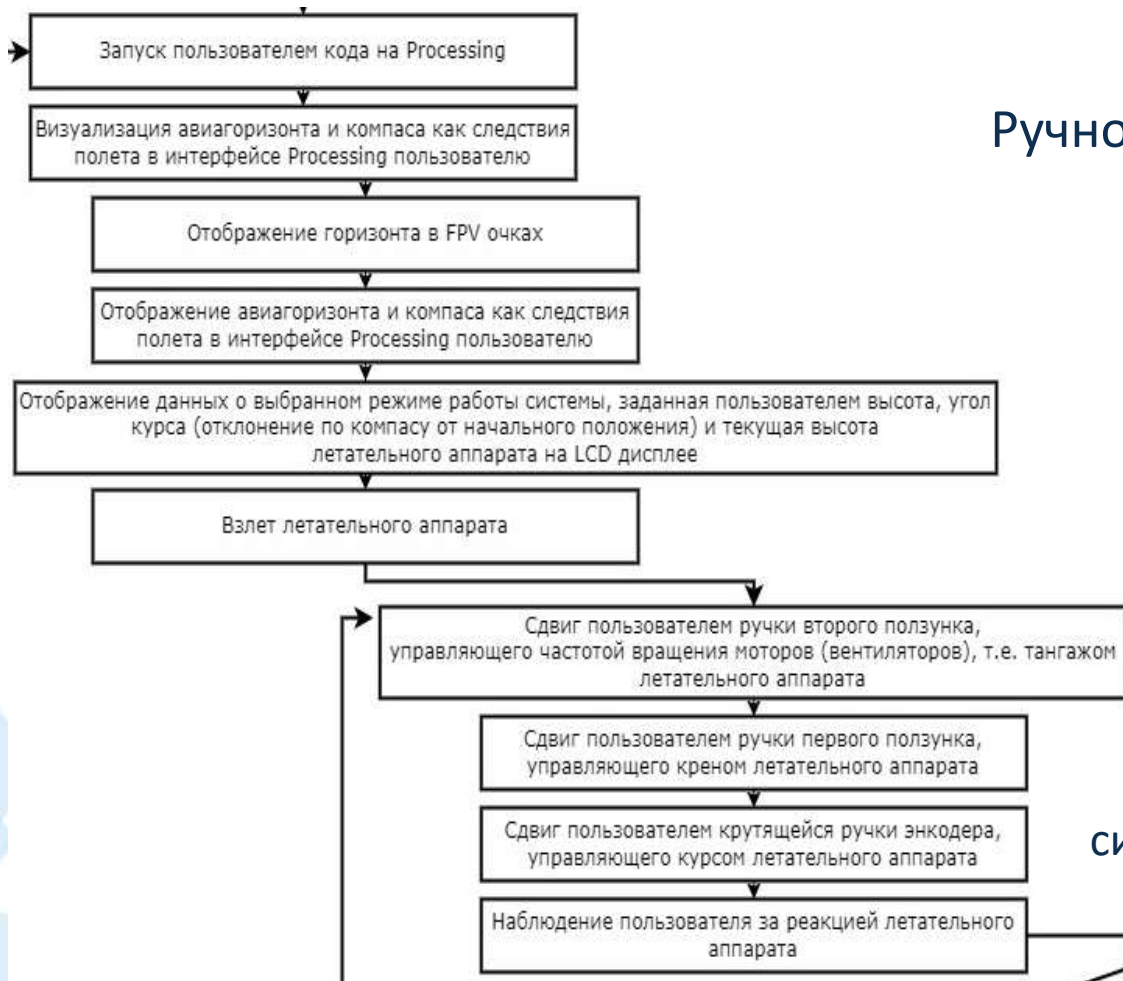 Запуск пользователем кода на Processing
Визуализация авиагоризонта и компаса как следствия
полета в интерфейсе Processing пользователю
Ручно
Отображение горизонта в FPV очках
Отображение авиагоризонта и компаса как следствия
полета в интерфейсе Processing пользователю
Отображение данных о выбранном режиме работы системы, заданная пользователем высота, угол
курса (отклонение по компасу от начального положения) и текущая высота
летательного аппарата на LCD дисплее
Взлет летательного аппарата
Сдвиг пользователем ручки второго ползунка,
управляющего частотой вращения моторов (вентиляторов), т.е. тангажом
летательного аппарата
Сдвиг пользователем ручки первого ползунка,
управляющего креном летательного аппарата
Сдвиг пользователем крутящейся ручки энкодера,
управляющего курсом летательного аппарата
си
Наблюдение пользователя за реакцией летательного
аппарата